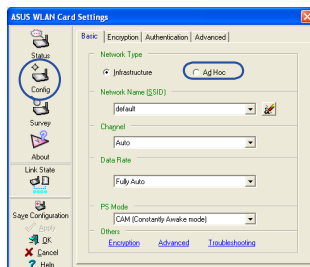 ASUS WLAN Card Settings
Status
Config
Survey
About
Link State
Save Configuration
Apply
OK
Cancel
Help
Basic Encryption Authentication Advanced
Network Type
Infrastructure Ad Hoc
Network Name (SSID)
default
Channel
Auto
Data Rate
Fully Auto
PS Mode
CAM (Constantly Awake mode)
Others
Encryption Advanced Troubleshooting